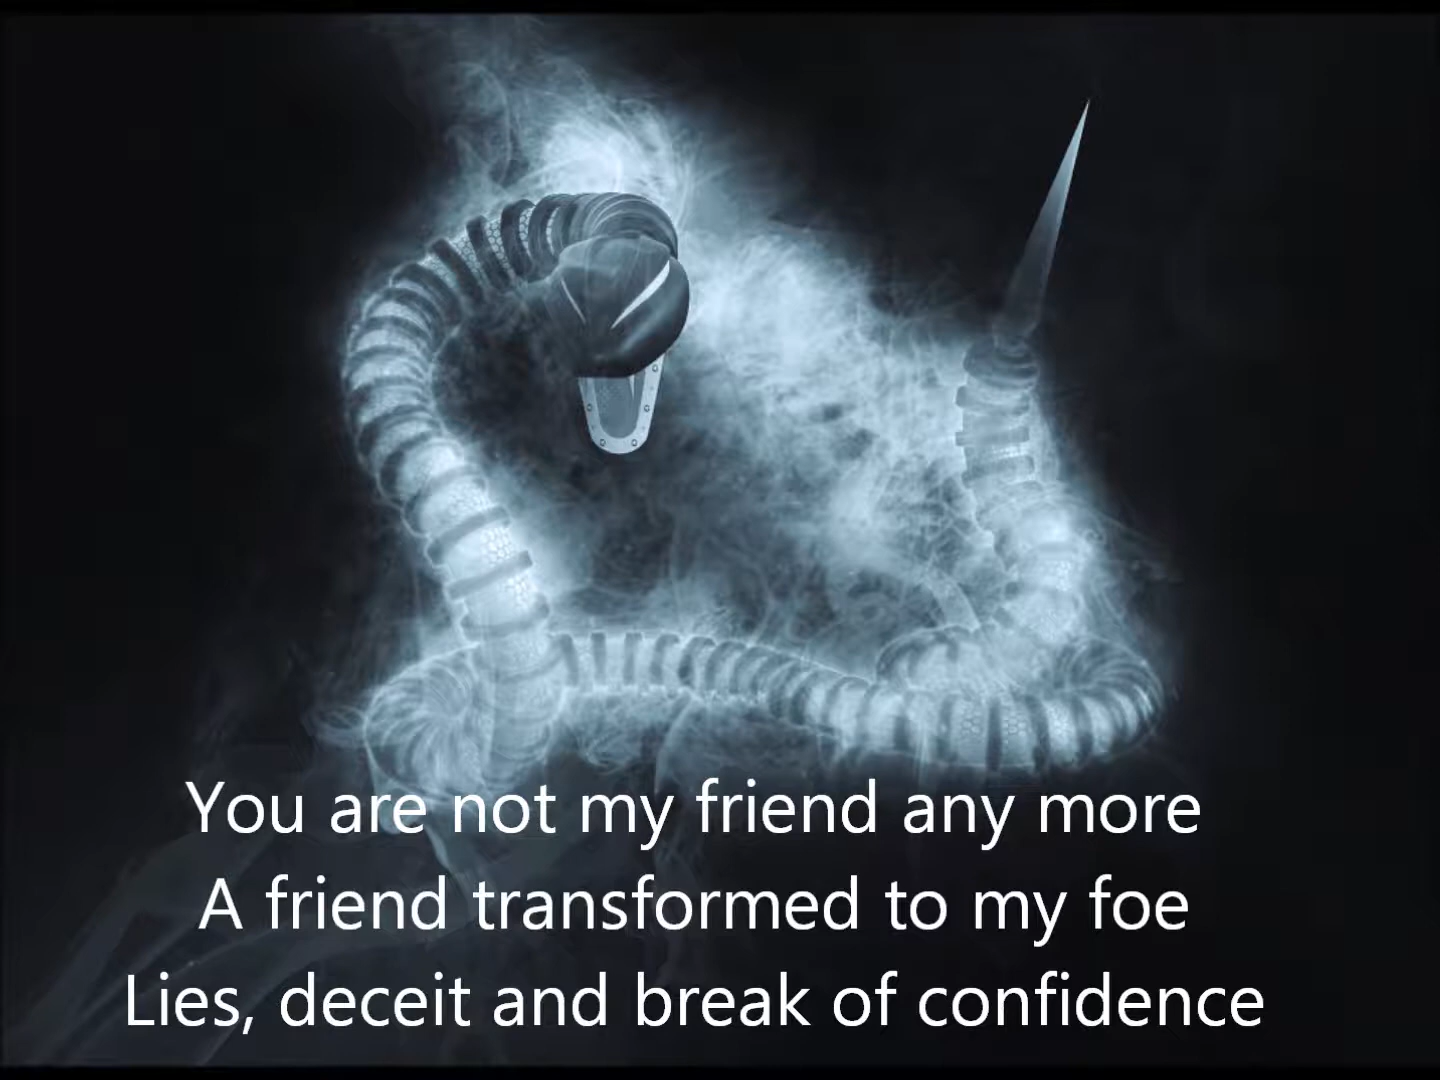 You are not my friend any more
A friend transformed to my foe
Lies, deceit and break of confidence